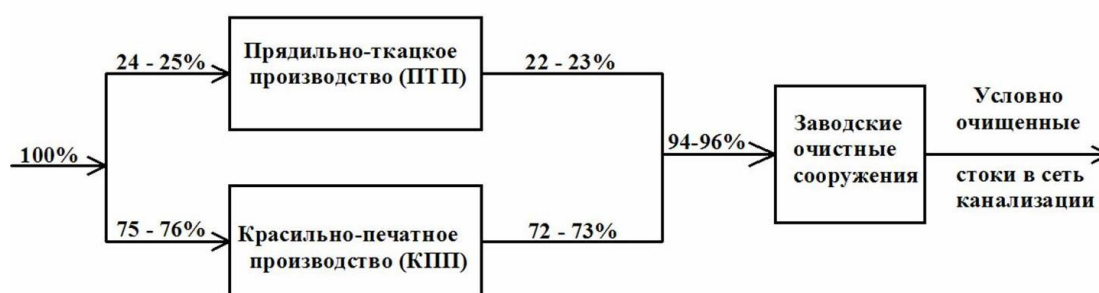 24 - 25%
Прядильно-ткацкое
производство (ПТП)
22 - 23%
100%
94-96%
Заводские
очистные
сооружения
Условно
очищенные
стоки в сеть
канализации
75 - 76%
Красильно-печатное
производство (КПП)
72 - 73%